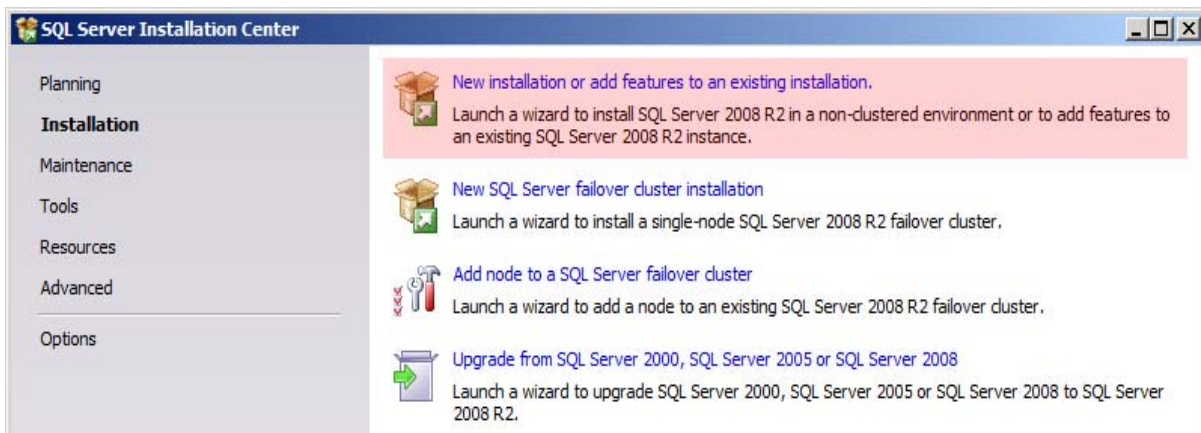 SQL Server Installation Center
Planning
Installation
Maintenance
Tools
Resources
Advanced
Options
New installation or add features to an existing installation.
Launch a wizard to install SQL Server 2008 R2 in a non-clustered environment or to add features to
an existing SQL Server 2008 R2 instance.
New SQL Server failover cluster installation
Launch a wizard to install a single-node SQL Server 2008 R2 failover cluster.
Add node to a SQL Server failover cluster
Launch a wizard to add a node to an existing SQL Server 2008 R2 failover cluster.
Upgrade from SQL Server 2000, SQL Server 2005 or SQL Server 2008
Launch a wizard to upgrade SQL Server 2000, SQL Server 2005 or SQL Server 2008 to SQL Server
2008 R2.